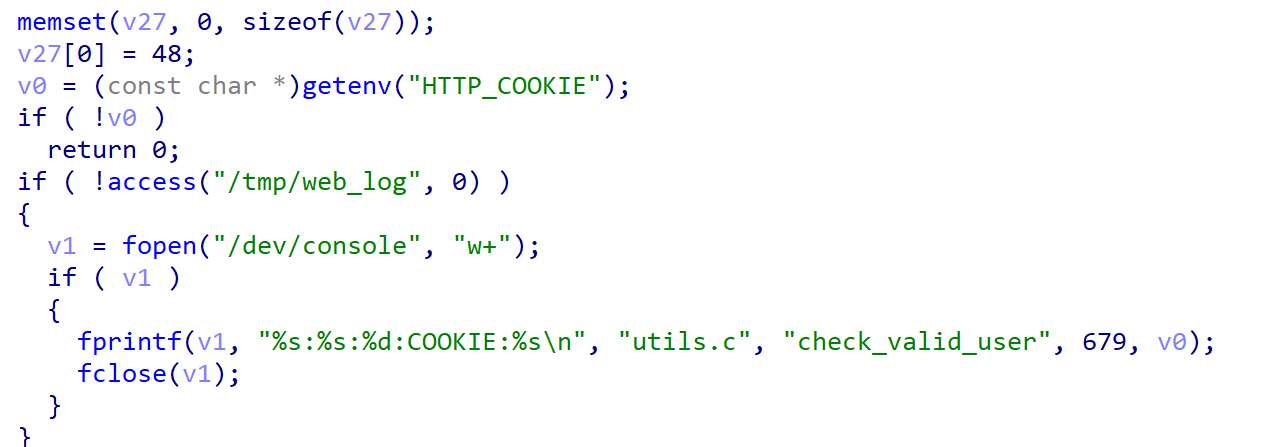 memset(v27, 0, sizeof(v27));
v27[0] = 48;
v0 = (const char *)getenv("HTTP_COOKIE");
if ( !v0 )
  return 0;
if ( !access("/tmp/web_log", 0) )
{
  v1 = fopen("/dev/console", "w+");
  if ( v1 )
  {
    fprintf(v1, "%s:%s:%d:COOKIE:%s\n", "utils.c", "check_valid_user", 679, v0);
    fclose(v1);
  }
}